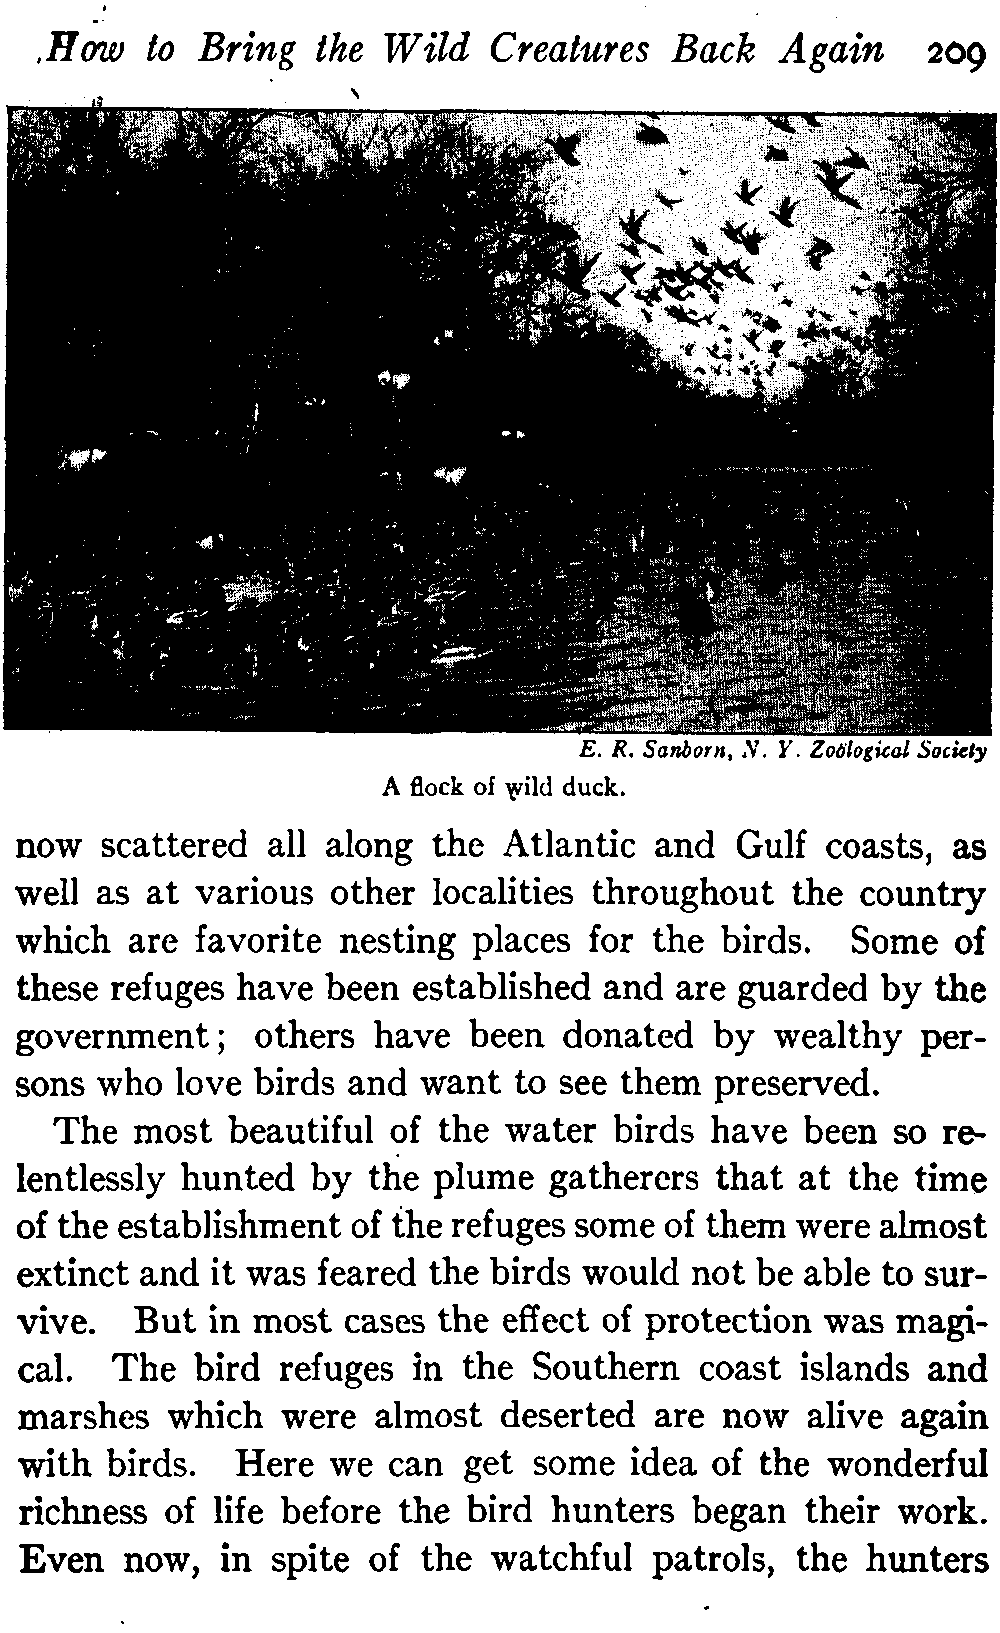 How to Bring the Wild Creatures Back Again 209
E. R. Sanborn, N. Y. Zoölogical Society
A flock of wild duck.
now scattered all along the Atlantic and Gulf coasts, as
well as at various other localities throughout the country
which are favorite nesting places for the birds. Some of
these refuges have been established and are guarded by the
government; others have been donated by wealthy per-
sons who love birds and want to see them preserved.
The most beautiful of the water birds have been so re-
lentlessly hunted by the plume gatherers that at the time
of the establishment of the refuges some of them were almost
extinct and it was feared the birds would not be able to sur-
vive. But in most cases the effect of protection was magi-
cal. The bird refuges in the Southern coast islands and
marshes which were almost deserted are now alive again
with birds. Here we can get some idea of the wonderful
richness of life before the bird hunters began their work.
Even now, in spite of the watchful patrols, the hunters